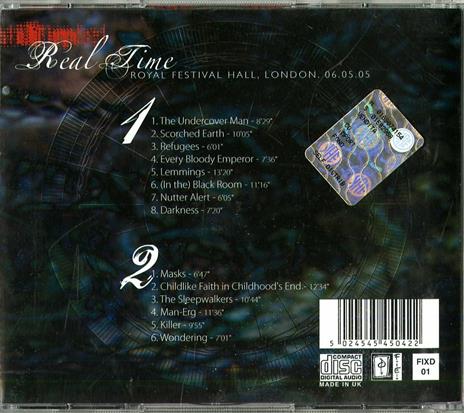 Real Time
ROYAL FESTIVAL HALL, LONDON. 06.05.05
1
1. The Undercover Man - 8'29"
2. Scorched Earth - 10'05"
3. Refugees - 6'01"
4. Every Bloody Emperor - 7'36"
5. Lemmings - 13'20"
6. (In the) Black Room - 11'16"
7. Nutter Alert - 6'05"
8. Darkness - 7'20"
2
1. Masks - 6'47"
2. Childlike Faith in Childhood's End - 12'34"
3. The Sleepwalkers - 10'44"
4. Man-Erg - 11'36"
5. Killer - 9'55"
6. Wondering - 7'01"
5 024545 450422
COMPACT
disc
DIGITAL AUDIO
MADE IN UK
FIXD
01